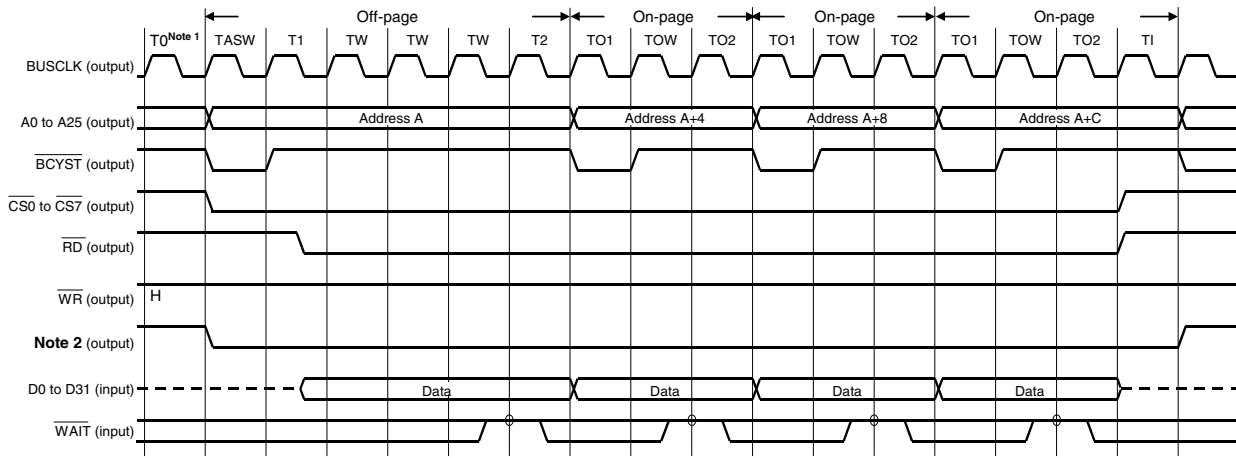 Off-page On-page On-page On-page
T0Note 1 TASW T1 TW TW TW T2 TO1 TOW TO2 TO1 TOW TO2 TO1 TOW TO2 TI
BUSCLK (output)
A0 to A25 (output) Address A Address A+4 Address A+8 Address A+C
BCYST (output)
CS0 to CS7 (output)
RD (output)
WR (output) H
Note 2 (output)
D0 to D31 (input) Data Data Data Data
WAIT (input)